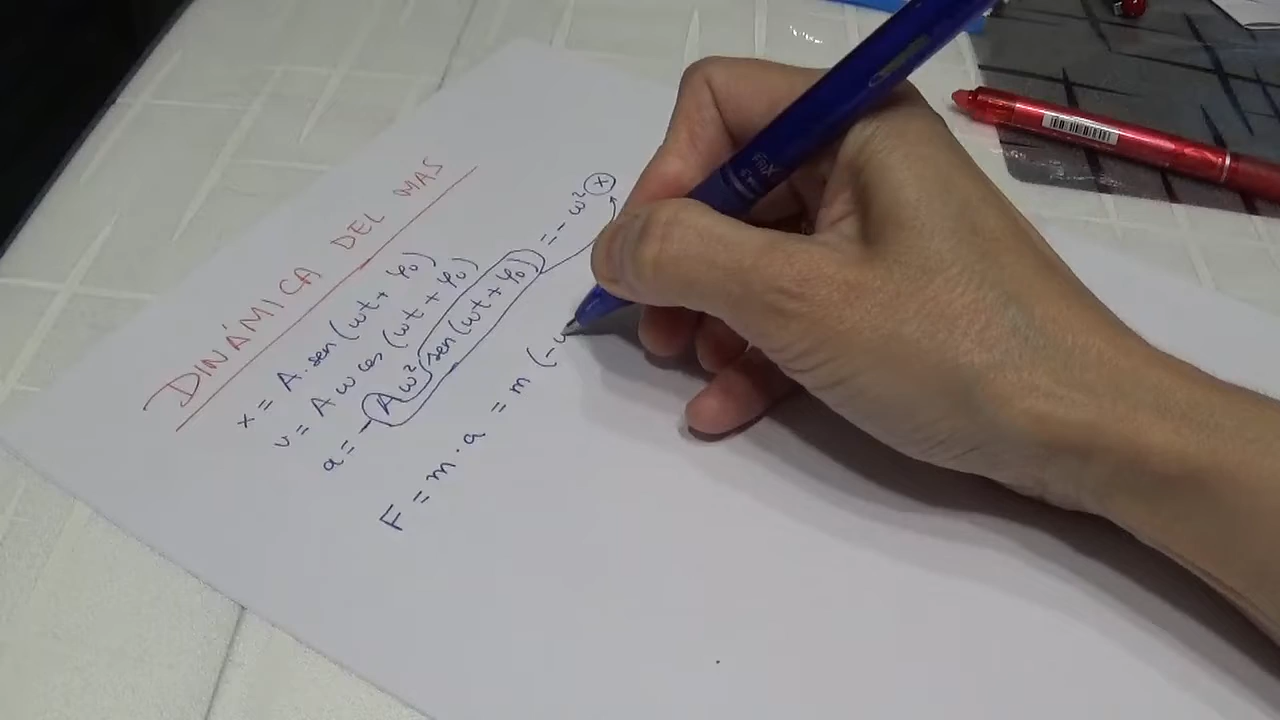 DINÁMICA DEL MAS
x = A. sen (ωt + φ₀)
v = A ω cos (ωt + φ₀)
a = - A ω² sen (ωt + φ₀) = - ω² x
F = m · a = m (-ω